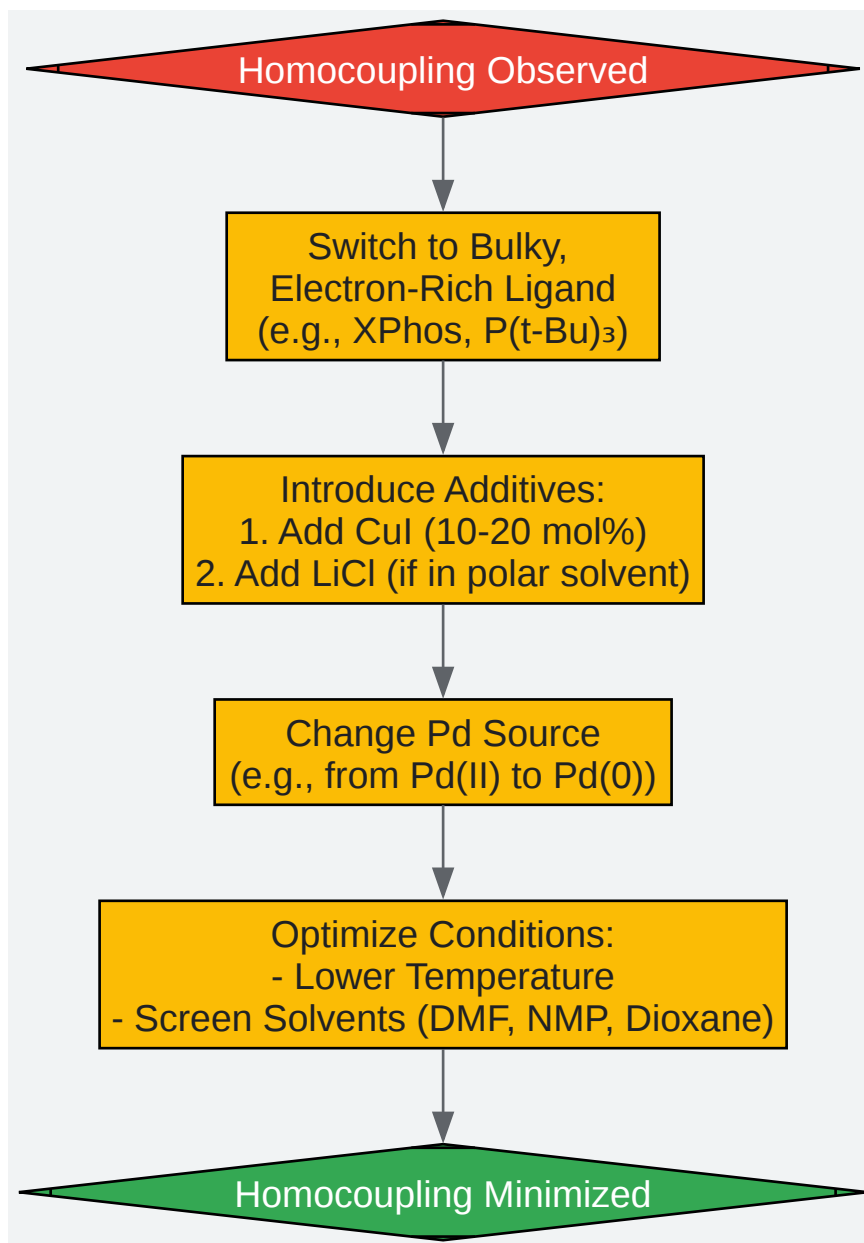 Homocoupling Observed
Switch to Bulky,
Electron-Rich Ligand
(e.g., XPhos, P(t-Bu)₃)
Introduce Additives:
1. Add CuI (10-20 mol%)
2. Add LiCl (if in polar solvent)
Change Pd Source
(e.g., from Pd(II) to Pd(0))
Optimize Conditions:
- Lower Temperature
- Screen Solvents (DMF, NMP, Dioxane)
Homocoupling Minimized